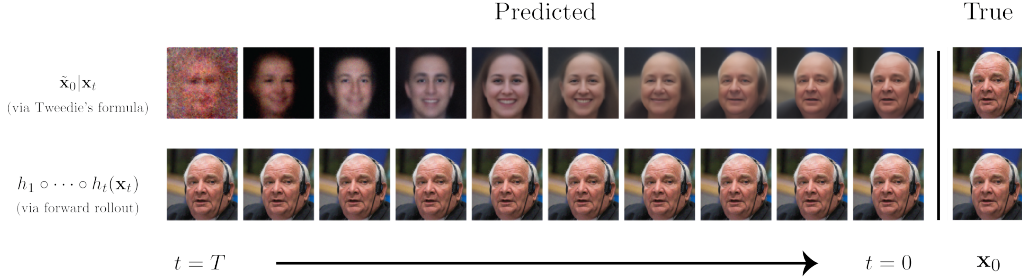 Predicted True
x̃₀|xₜ
(via Tweedie's formula)
h₁ ∘ ⋯ ∘ hₜ(xₜ)
(via forward rollout)
t = T t = 0 x₀